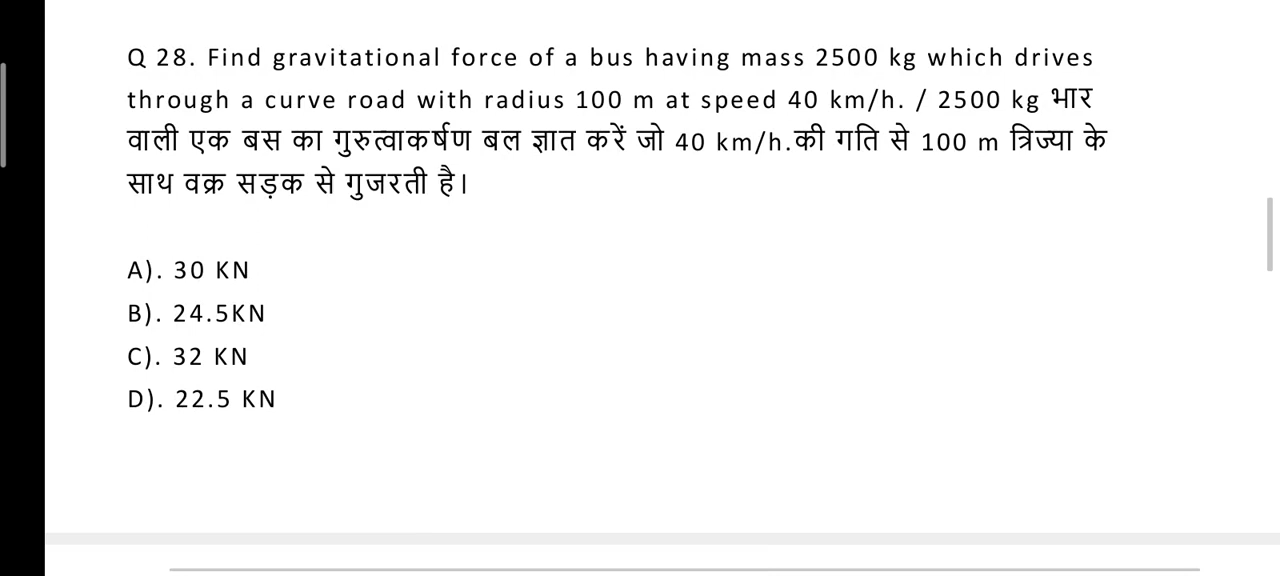 Q 28. Find gravitational force of a bus having mass 2500 kg which drives
through a curve road with radius 100 m at speed 40 km/h. / 2500 kg भार
वाली एक बस का गुरुत्वाकर्षण बल ज्ञात करें जो 40 km/h.की गति से 100 m त्रिज्या के
साथ वक्र सड़क से गुजरती है।
A). 30 KN
B). 24.5KN
C). 32 KN
D). 22.5 KN